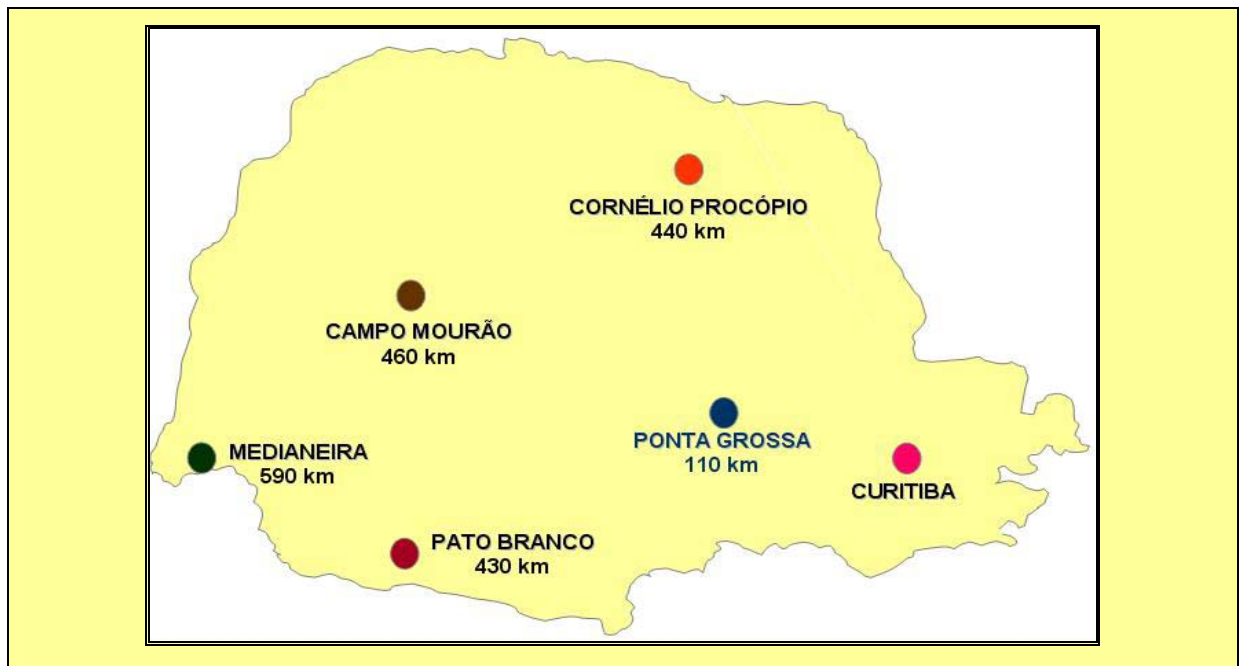 CORNÉLIO PROCÓPIO
440 km
CAMPO MOURÃO
460 km
PONTA GROSSA
110 km
MEDIANEIRA
590 km
CURITIBA
PATO BRANCO
430 km